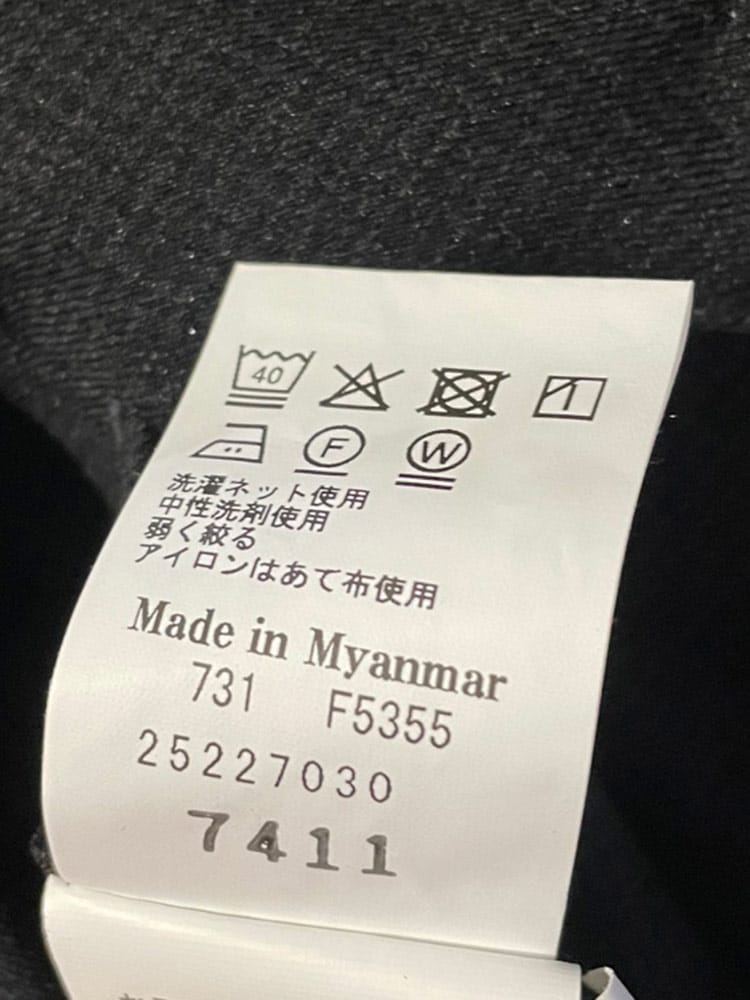 40
F W
洗濯ネット使用
中性洗剤使用
弱く絞る
アイロンはあて布使用
Made in Myanmar
731 F5355
25227030
7411